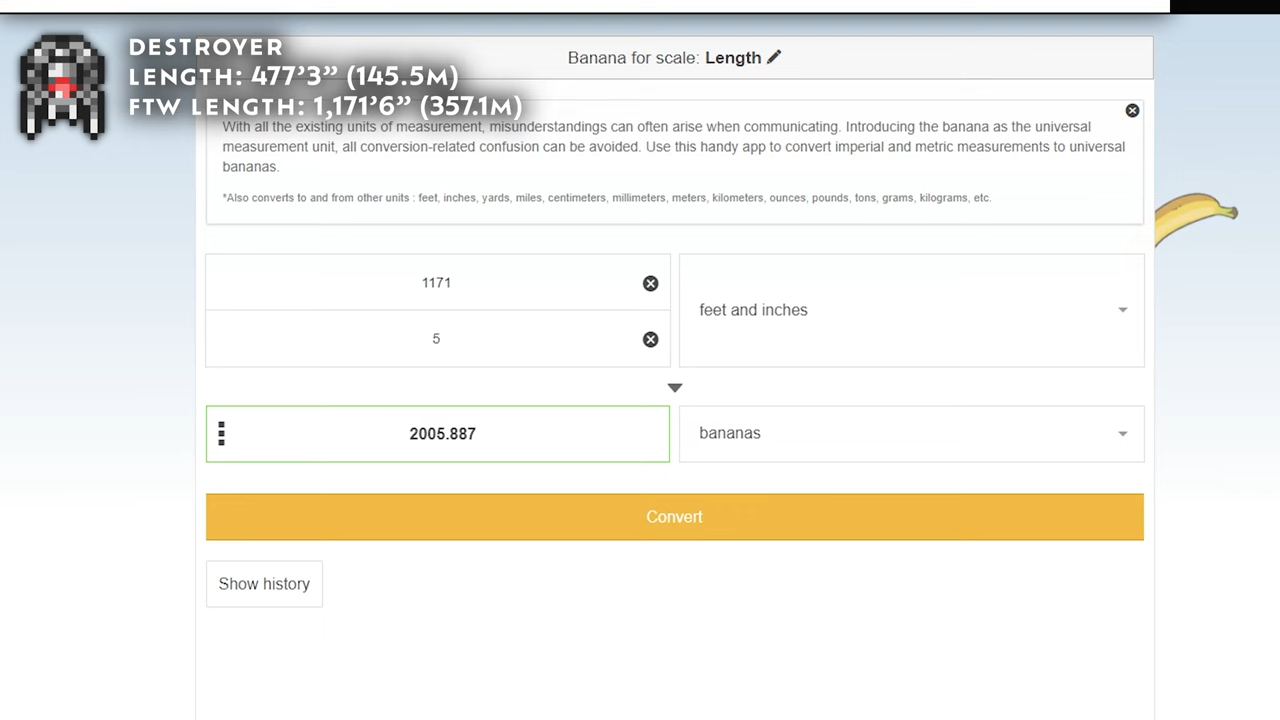 DESTROYER
LENGTH: 477’3” (145.5M)
FTW LENGTH: 1,171’6” (357.1M)
Banana for scale: Length
With all the existing units of measurement, misunderstandings can often arise when communicating. Introducing the banana as the universal
measurement unit, all conversion-related confusion can be avoided. Use this handy app to convert imperial and metric measurements to universal
bananas.
*Also converts to and from other units : feet, inches, yards, miles, centimeters, millimeters, meters, kilometers, ounces, pounds, tons, grams, kilograms, etc.
1171
feet and inches
5
2005.887
bananas
Convert
Show history